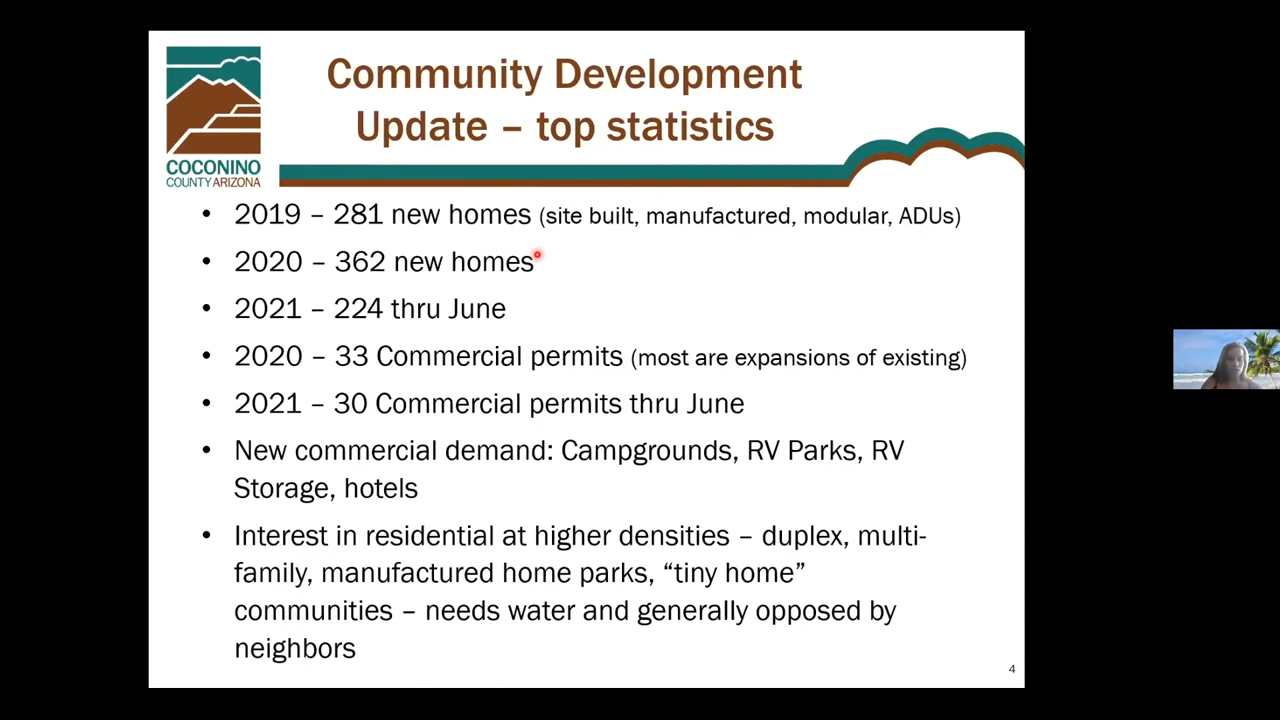 Community Development
Update – top statistics
COCONINO
COUNTY ARIZONA
• 2019 – 281 new homes (site built, manufactured, modular, ADUs)
• 2020 – 362 new homes
• 2021 – 224 thru June
• 2020 – 33 Commercial permits (most are expansions of existing)
• 2021 – 30 Commercial permits thru June
• New commercial demand: Campgrounds, RV Parks, RV
Storage, hotels
• Interest in residential at higher densities – duplex, multi-
family, manufactured home parks, “tiny home”
communities – needs water and generally opposed by
neighbors
4